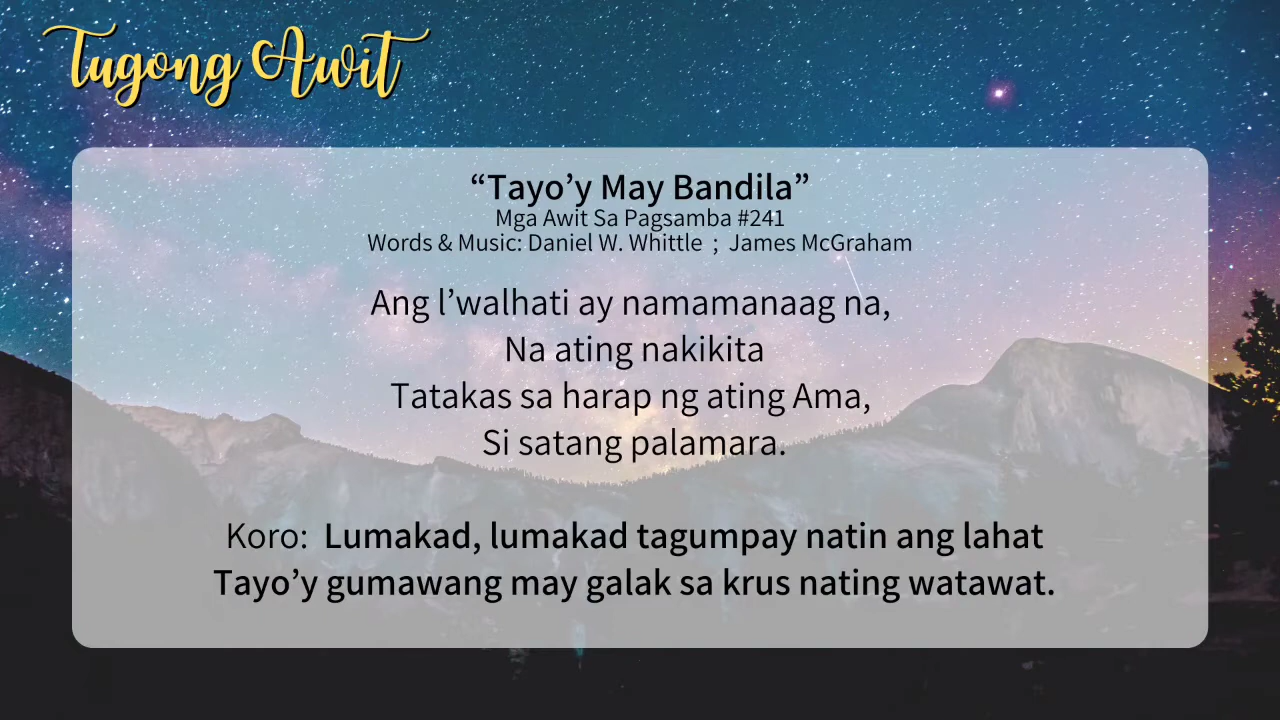 Tugong Awit
“Tayo’y May Bandila”
Mga Awit Sa Pagsamba #241
Words & Music: Daniel W. Whittle ; James McGraham
Ang l’walhati ay namamanaag na,
Na ating nakikita
Tatakas sa harap ng ating Ama,
Si satang palamara.
Koro: Lumakad, lumakad tagumpay natin ang lahat
Tayo’y gumawang may galak sa krus nating watawat.